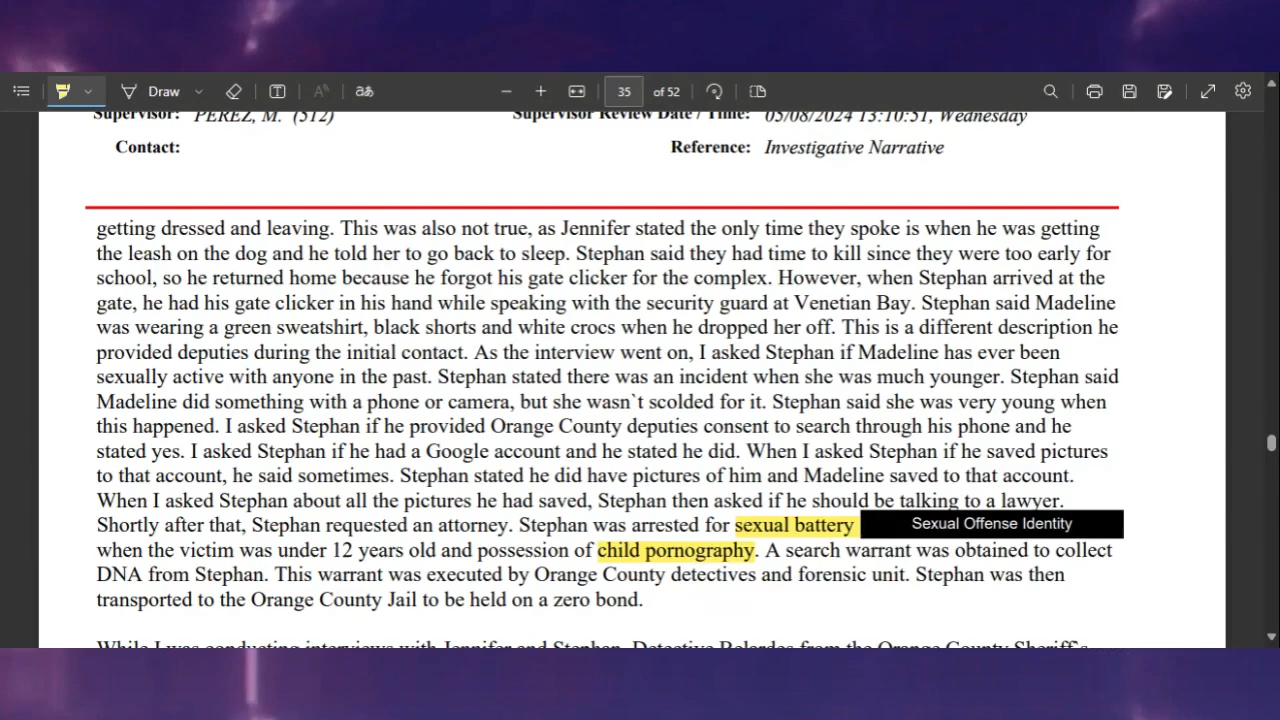 Draw
35 of 52
Supervisor: PEREZ, M. (512) Supervisor Review Date / Time: 05/08/2024 13:10:51, Wednesday
Contact: Reference: Investigative Narrative
getting dressed and leaving. This was also not true, as Jennifer stated the only time they spoke is when he was getting
the leash on the dog and he told her to go back to sleep. Stephan said they had time to kill since they were too early for
school, so he returned home because he forgot his gate clicker for the complex. However, when Stephan arrived at the
gate, he had his gate clicker in his hand while speaking with the security guard at Venetian Bay. Stephan said Madeline
was wearing a green sweatshirt, black shorts and white crocs when he dropped her off. This is a different description he
provided deputies during the initial contact. As the interview went on, I asked Stephan if Madeline has ever been
sexually active with anyone in the past. Stephan stated there was an incident when she was much younger. Stephan said
Madeline did something with a phone or camera, but she wasn`t scolded for it. Stephan said she was very young when
this happened. I asked Stephan if he provided Orange County deputies consent to search through his phone and he
stated yes. I asked Stephan if he had a Google account and he stated he did. When I asked Stephan if he saved pictures
to that account, he said sometimes. Stephan stated he did have pictures of him and Madeline saved to that account.
When I asked Stephan about all the pictures he had saved, Stephan then asked if he should be talking to a lawyer.
Shortly after that, Stephan requested an attorney. Stephan was arrested for sexual battery Sexual Offense Identity
when the victim was under 12 years old and possession of child pornography. A search warrant was obtained to collect
DNA from Stephan. This warrant was executed by Orange County detectives and forensic unit. Stephan was then
transported to the Orange County Jail to be held on a zero bond.
While I was conducting interviews with Jennifer and Stephan, Detective Belardes from the Orange County Sheriff's